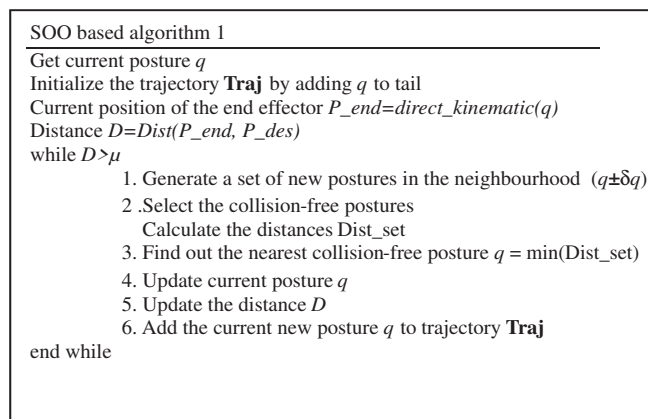 SOO based algorithm 1
Get current posture q
Initialize the trajectory Traj by adding q to tail
Current position of the end effector P_end=direct_kinematic(q)
Distance D=Dist(P_end, P_des)
while D>μ
1. Generate a set of new postures in the neighbourhood (q±δq)
2 .Select the collision-free postures
Calculate the distances Dist_set
3. Find out the nearest collision-free posture q = min(Dist_set)
4. Update current posture q
5. Update the distance D
6. Add the current new posture q to trajectory Traj
end while